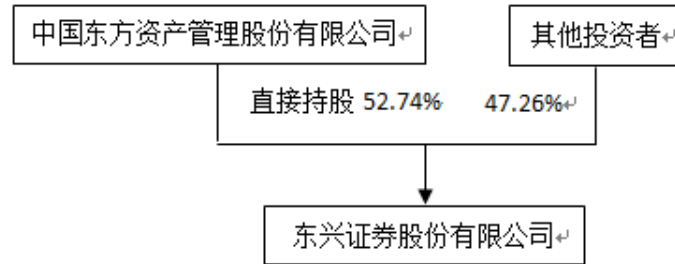 中国东方资产管理股份有限公司 其他投资者
直接持股 52.74% 47.26%
东兴证券股份有限公司